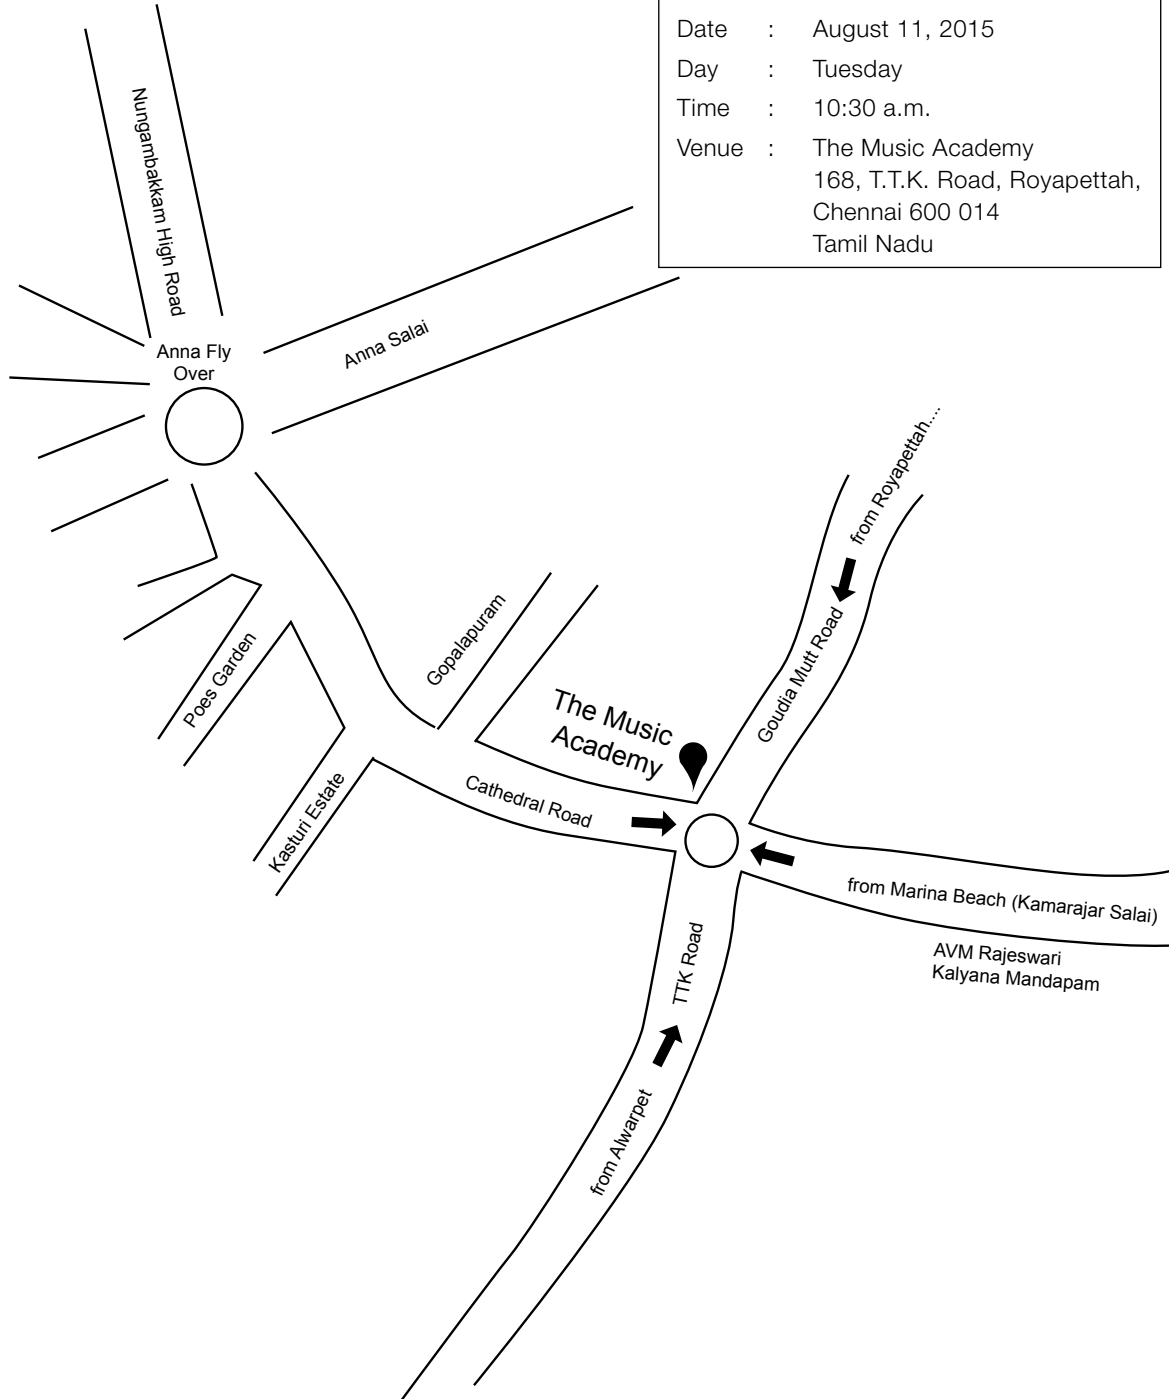 Date : August 11, 2015
Day : Tuesday
Time : 10:30 a.m.
Venue : The Music Academy
168, T.T.K. Road, Royapettah,
Chennai 600 014
Tamil Nadu
Nungambakkam High Road
Anna Fly
Over
Anna Salai
from Royapettah....
Goudia Mutt Road
Gopalapuram
Poes Garden
The Music
Academy
Kasturi Estate
Cathedral Road
from Marina Beach (Kamarajar Salai)
AVM Rajeswari
Kalyana Mandapam
TTK Road
from Alwarpet